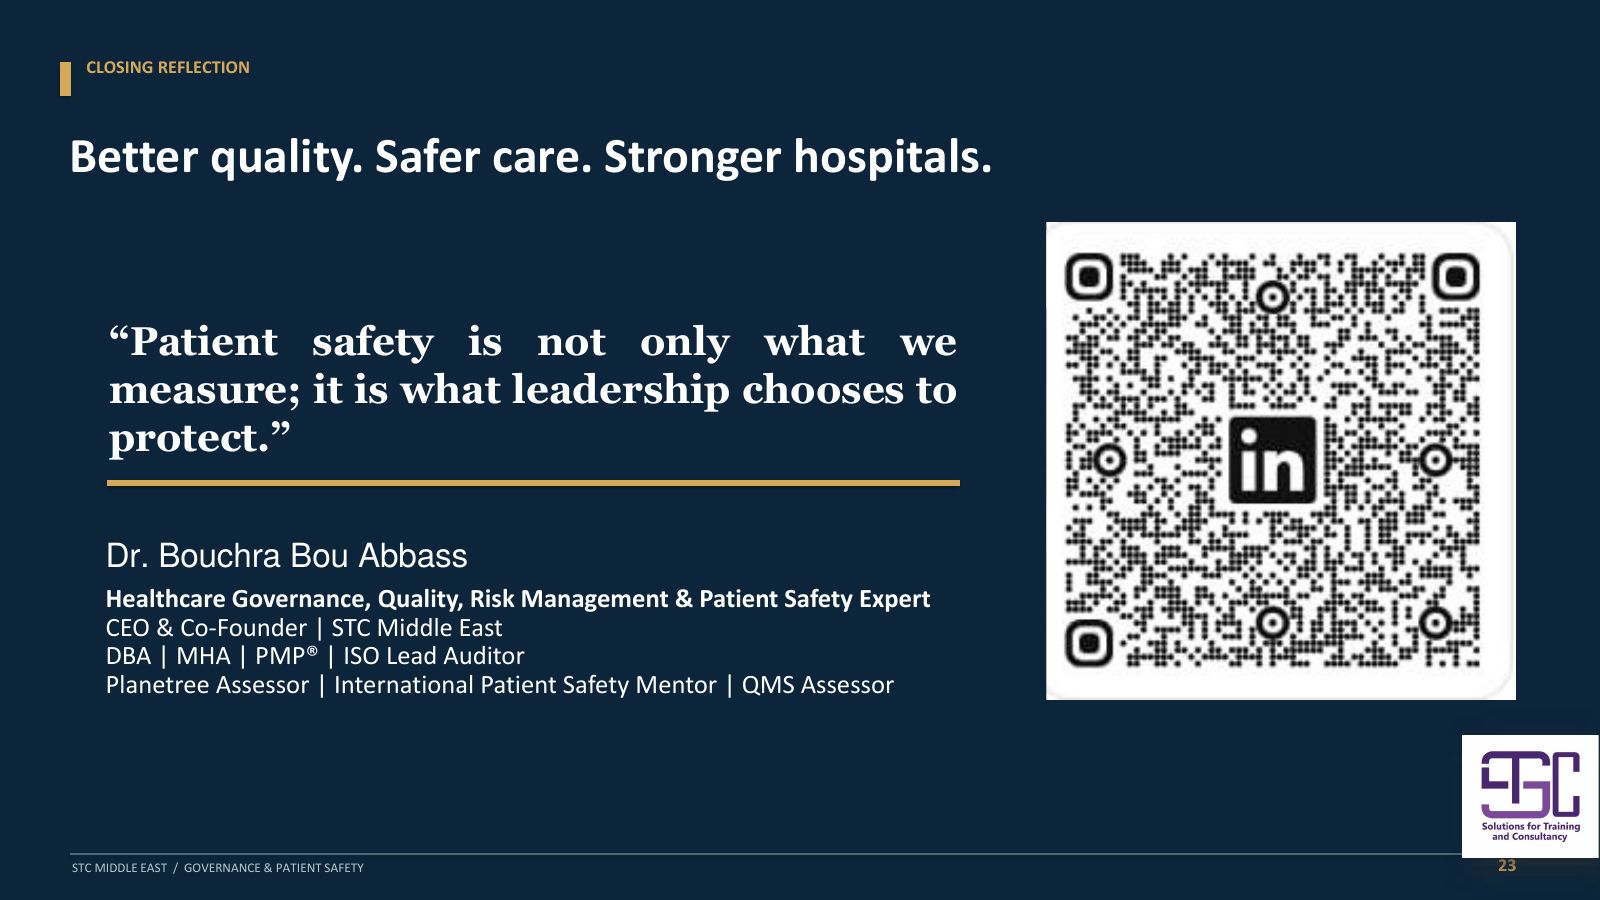 CLOSING REFLECTION
Better quality. Safer care. Stronger hospitals.
“Patient safety is not only what we
measure; it is what leadership chooses to
protect.”
Dr. Bouchra Bou Abbass
Healthcare Governance, Quality, Risk Management & Patient Safety Expert
CEO & Co-Founder | STC Middle East
DBA | MHA | PMP® | ISO Lead Auditor
Planetree Assessor | International Patient Safety Mentor | QMS Assessor
in
STC
Solutions for Training
and Consultancy
STC MIDDLE EAST / GOVERNANCE & PATIENT SAFETY
23